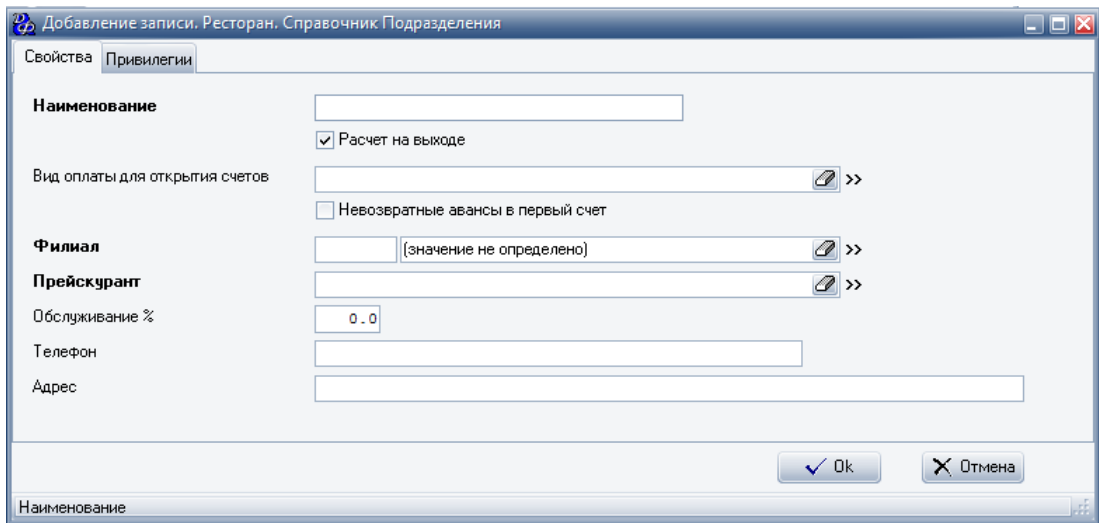 Добавление записи. Ресторан. Справочник Подразделения
Свойства Привилегии
Наименование
Расчет на выходе
Вид оплаты для открытия счетов >>
Невозвратные авансы в первый счет
Филиал (значение не определено) >>
Прейскурант >>
Обслуживание % 0.0
Телефон
Адрес
Ok Отмена
Наименование